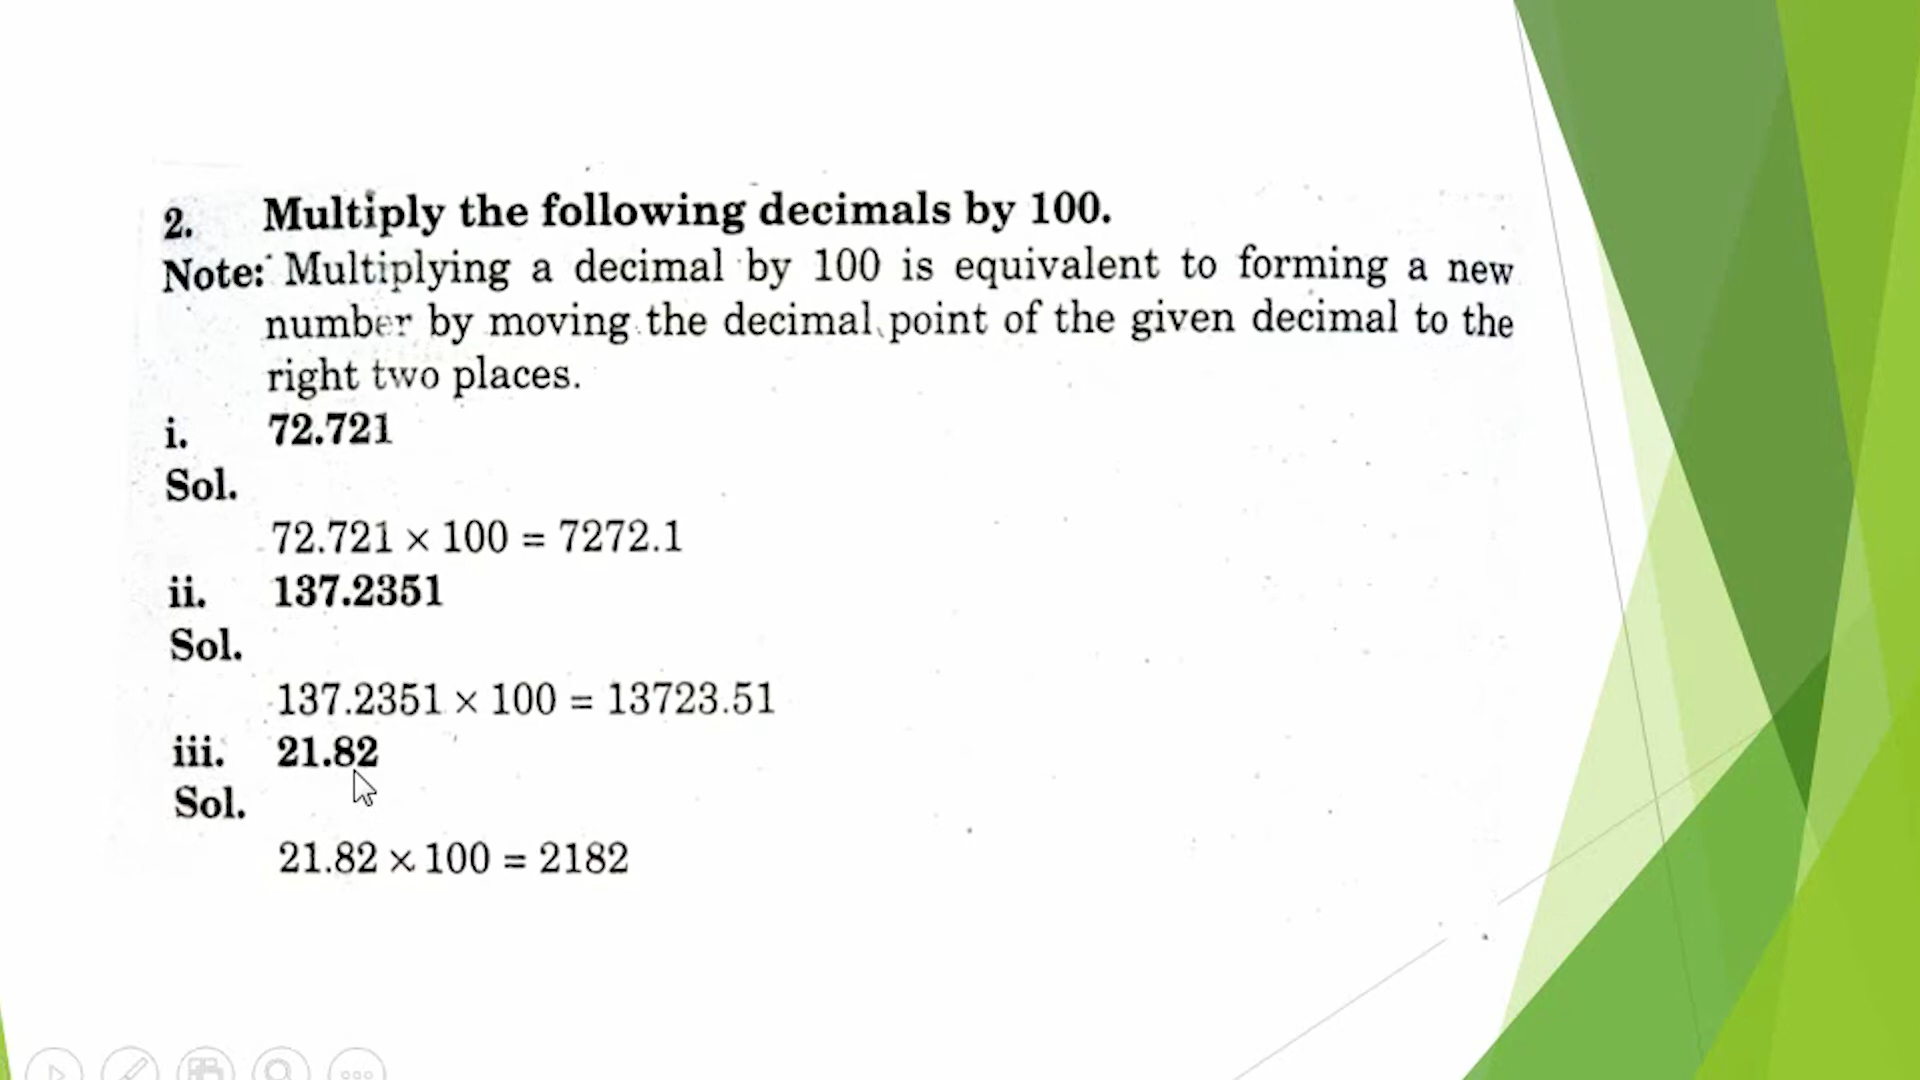 2. Multiply the following decimals by 100.
Note: Multiplying a decimal by 100 is equivalent to forming a new
number by moving the decimal point of the given decimal to the
right two places.
i. 72.721
Sol.
72.721 × 100 = 7272.1
ii. 137.2351
Sol.
137.2351 × 100 = 13723.51
iii. 21.82
Sol.
21.82 × 100 = 2182